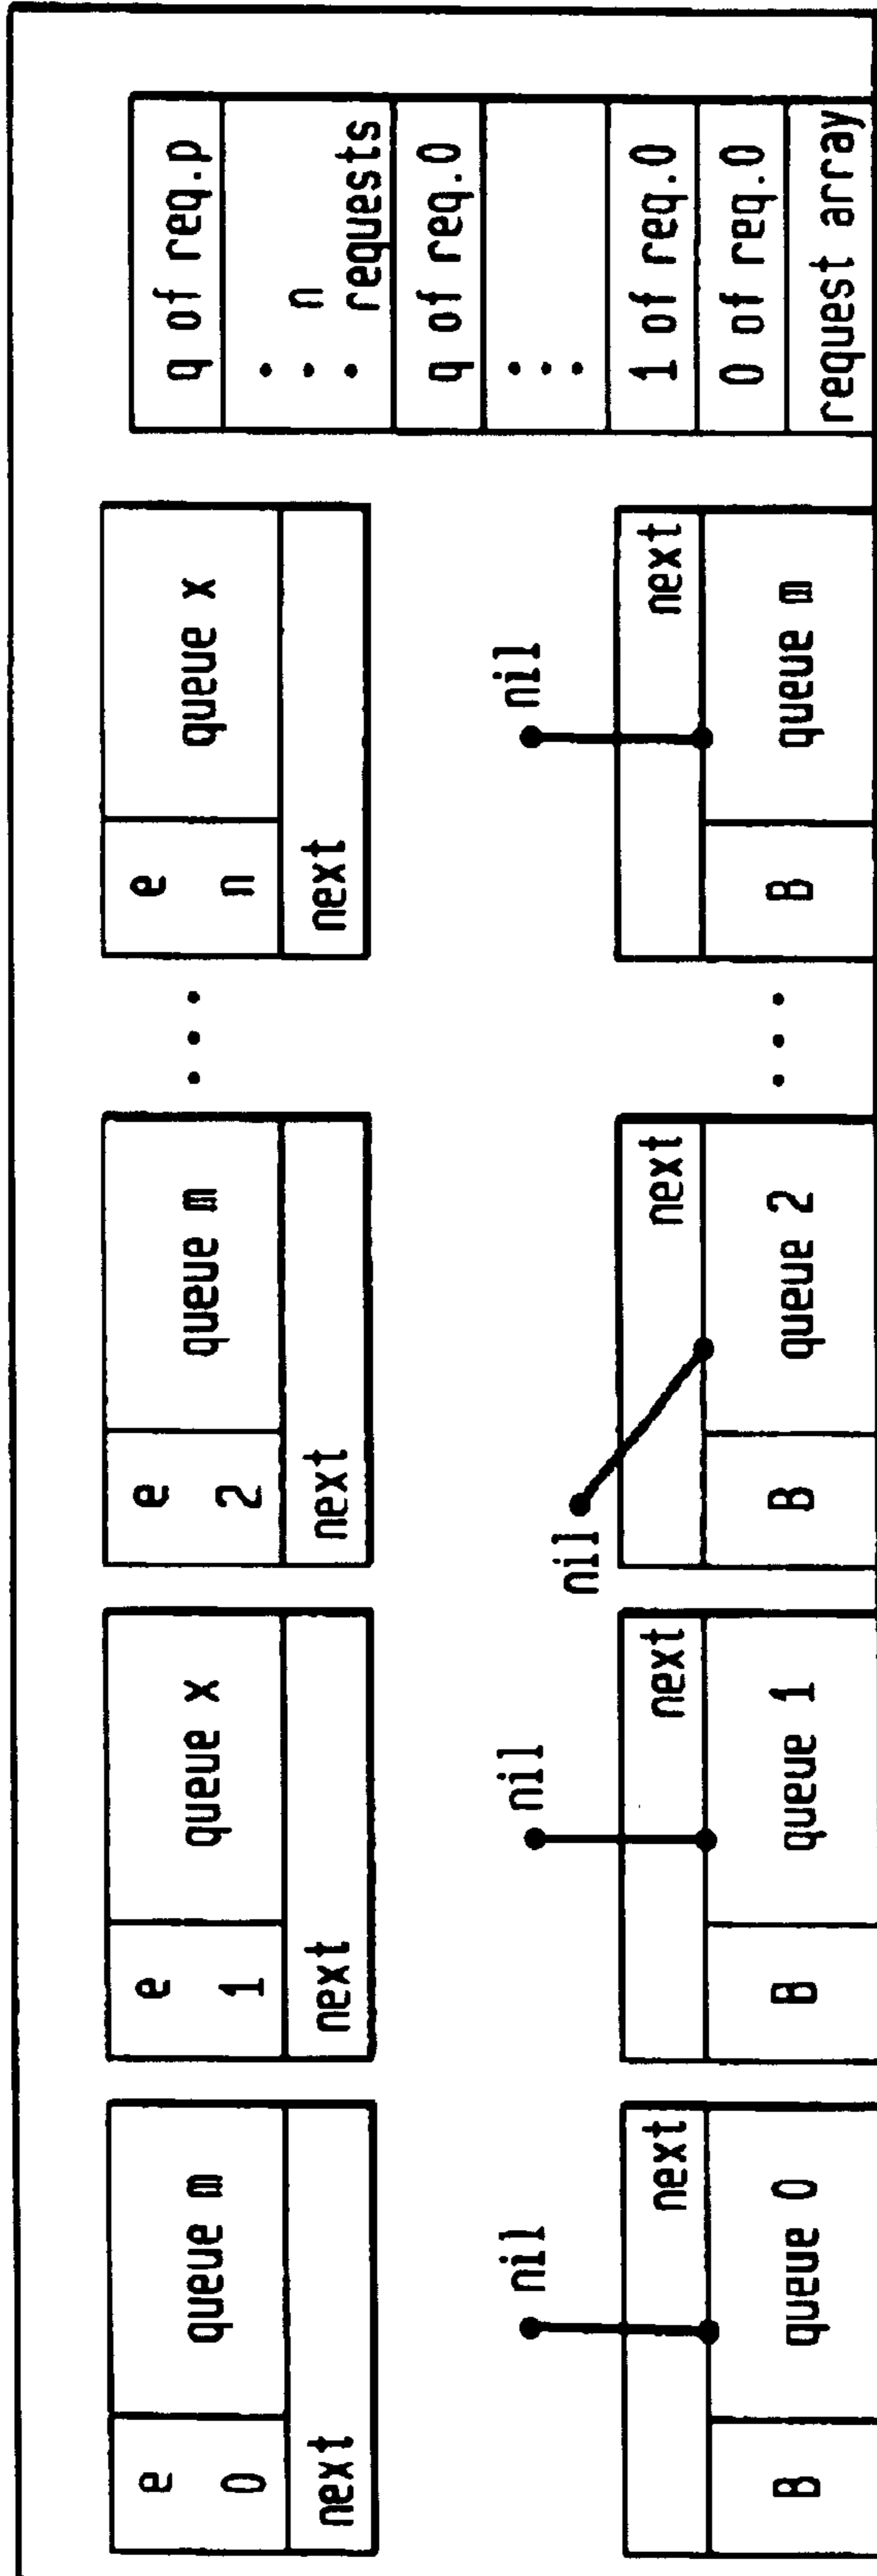 e
0
queue m
next
e
1
queue x
next
e
2
queue m
next
. . .
e
n
queue x
next
nil
next
B
queue 0
nil
next
B
queue 1
nil
next
B
queue 2
. . .
nil
next
B
queue m
q of req.p
n
requests
q of req.0
1 of req.0
0 of req.0
request array